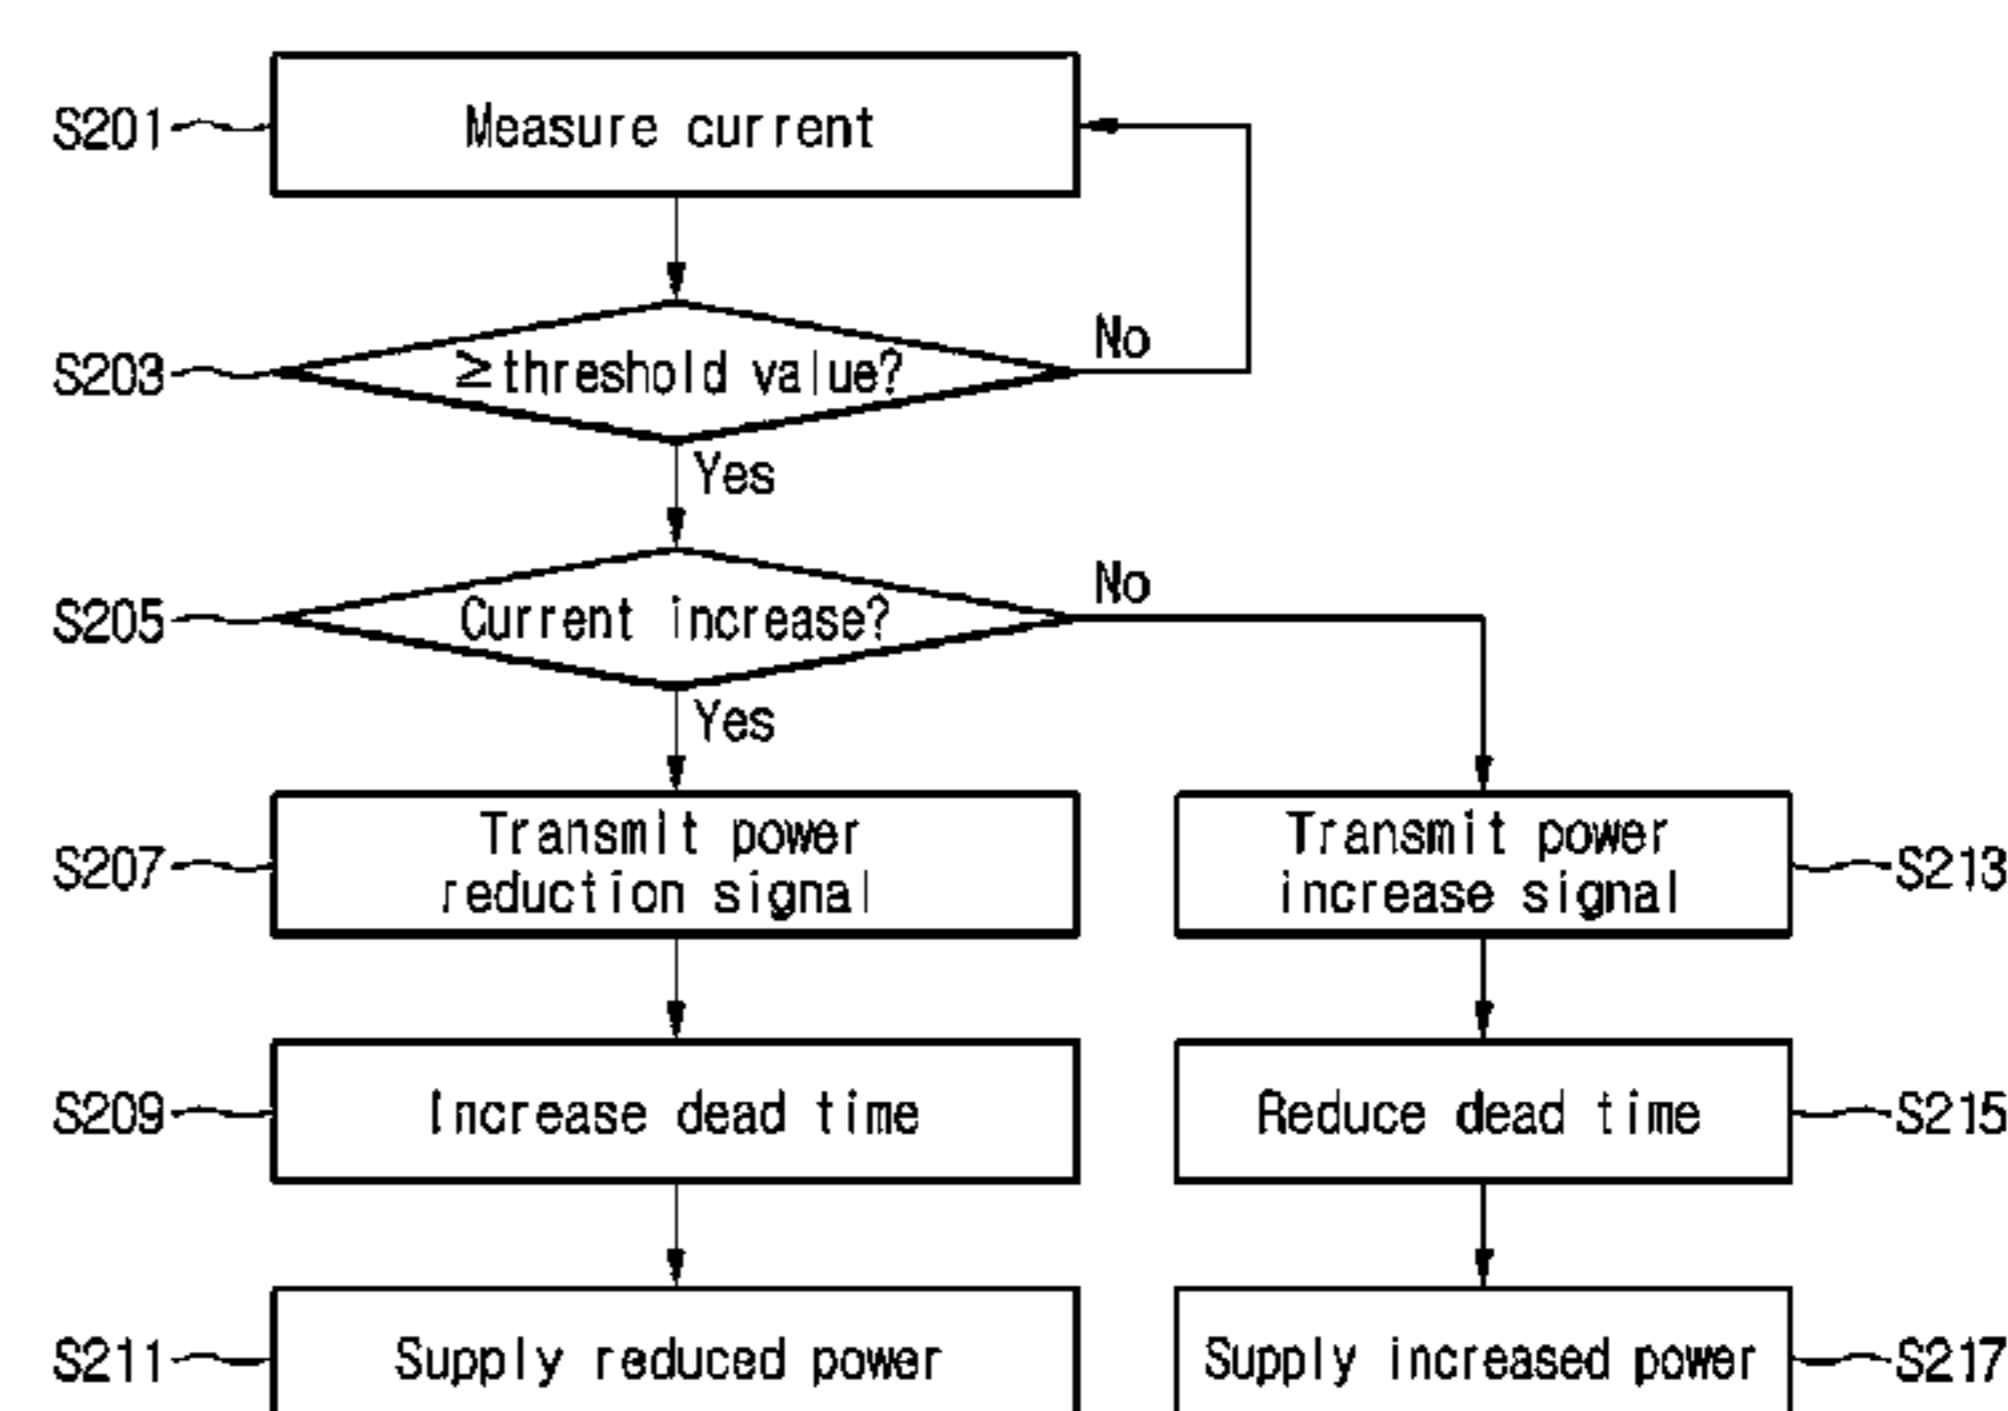 S201
Measure current
S203
≥threshold value?
No
Yes
S205
Current increase?
No
Yes
S207
Transmit power
reduction signal
Transmit power
increase signal
S213
S209
Increase dead time
Reduce dead time
S215
S211
Supply reduced power
Supply increased power
S217